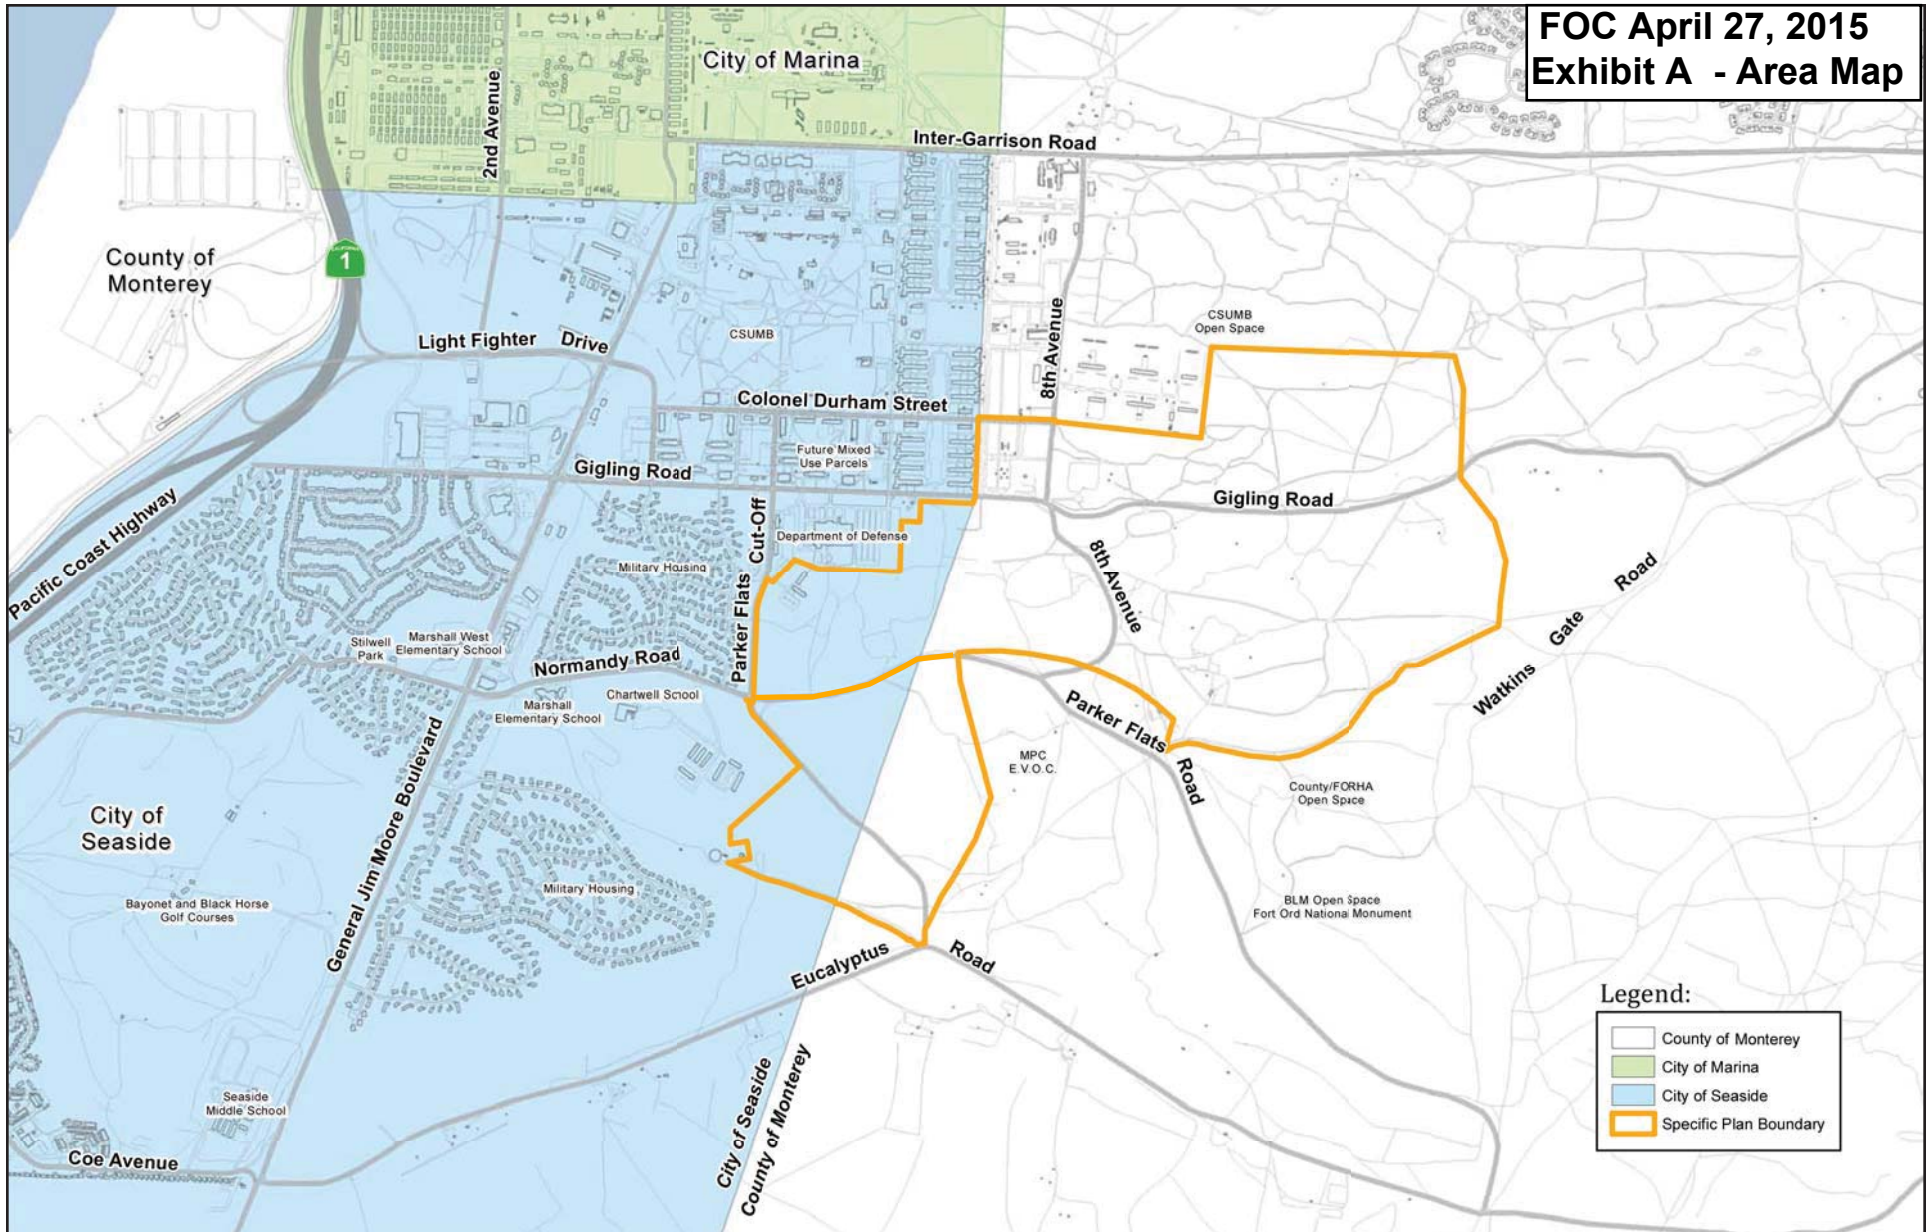 FOC April 27, 2015
Exhibit A - Area Map
City of Marina
2nd Avenue
Inter-Garrison Road
County of
Monterey
CALIFORNIA
1
Light Fighter Drive
CSUMB
8th Avenue
CSUMB
Open Space
Colonel Durham Street
Future Mixed
Use Parcels
Gigling Road
Gigling Road
Pacific Coast Highway
Parker Flats Cut-Off
Department of Defense
Military Housing
8th Avenue
Watkins Gate Road
Stilwell
Park
Marshall West
Elementary School
Normandy Road
Chartwell School
Marshall
Elementary School
Parker Flats Road
MPC
E.V.O.C.
County/FORHA
Open Space
City of
Seaside
General Jim Moore Boulevard
Military Housing
Bayonet and Black Horse
Golf Courses
BLM Open Space
Fort Ord National Monument
Eucalyptus Road
Seaside
Middle School
Coe Avenue
City of Seaside
County of Monterey
Legend:
County of Monterey
City of Marina
City of Seaside
Specific Plan Boundary